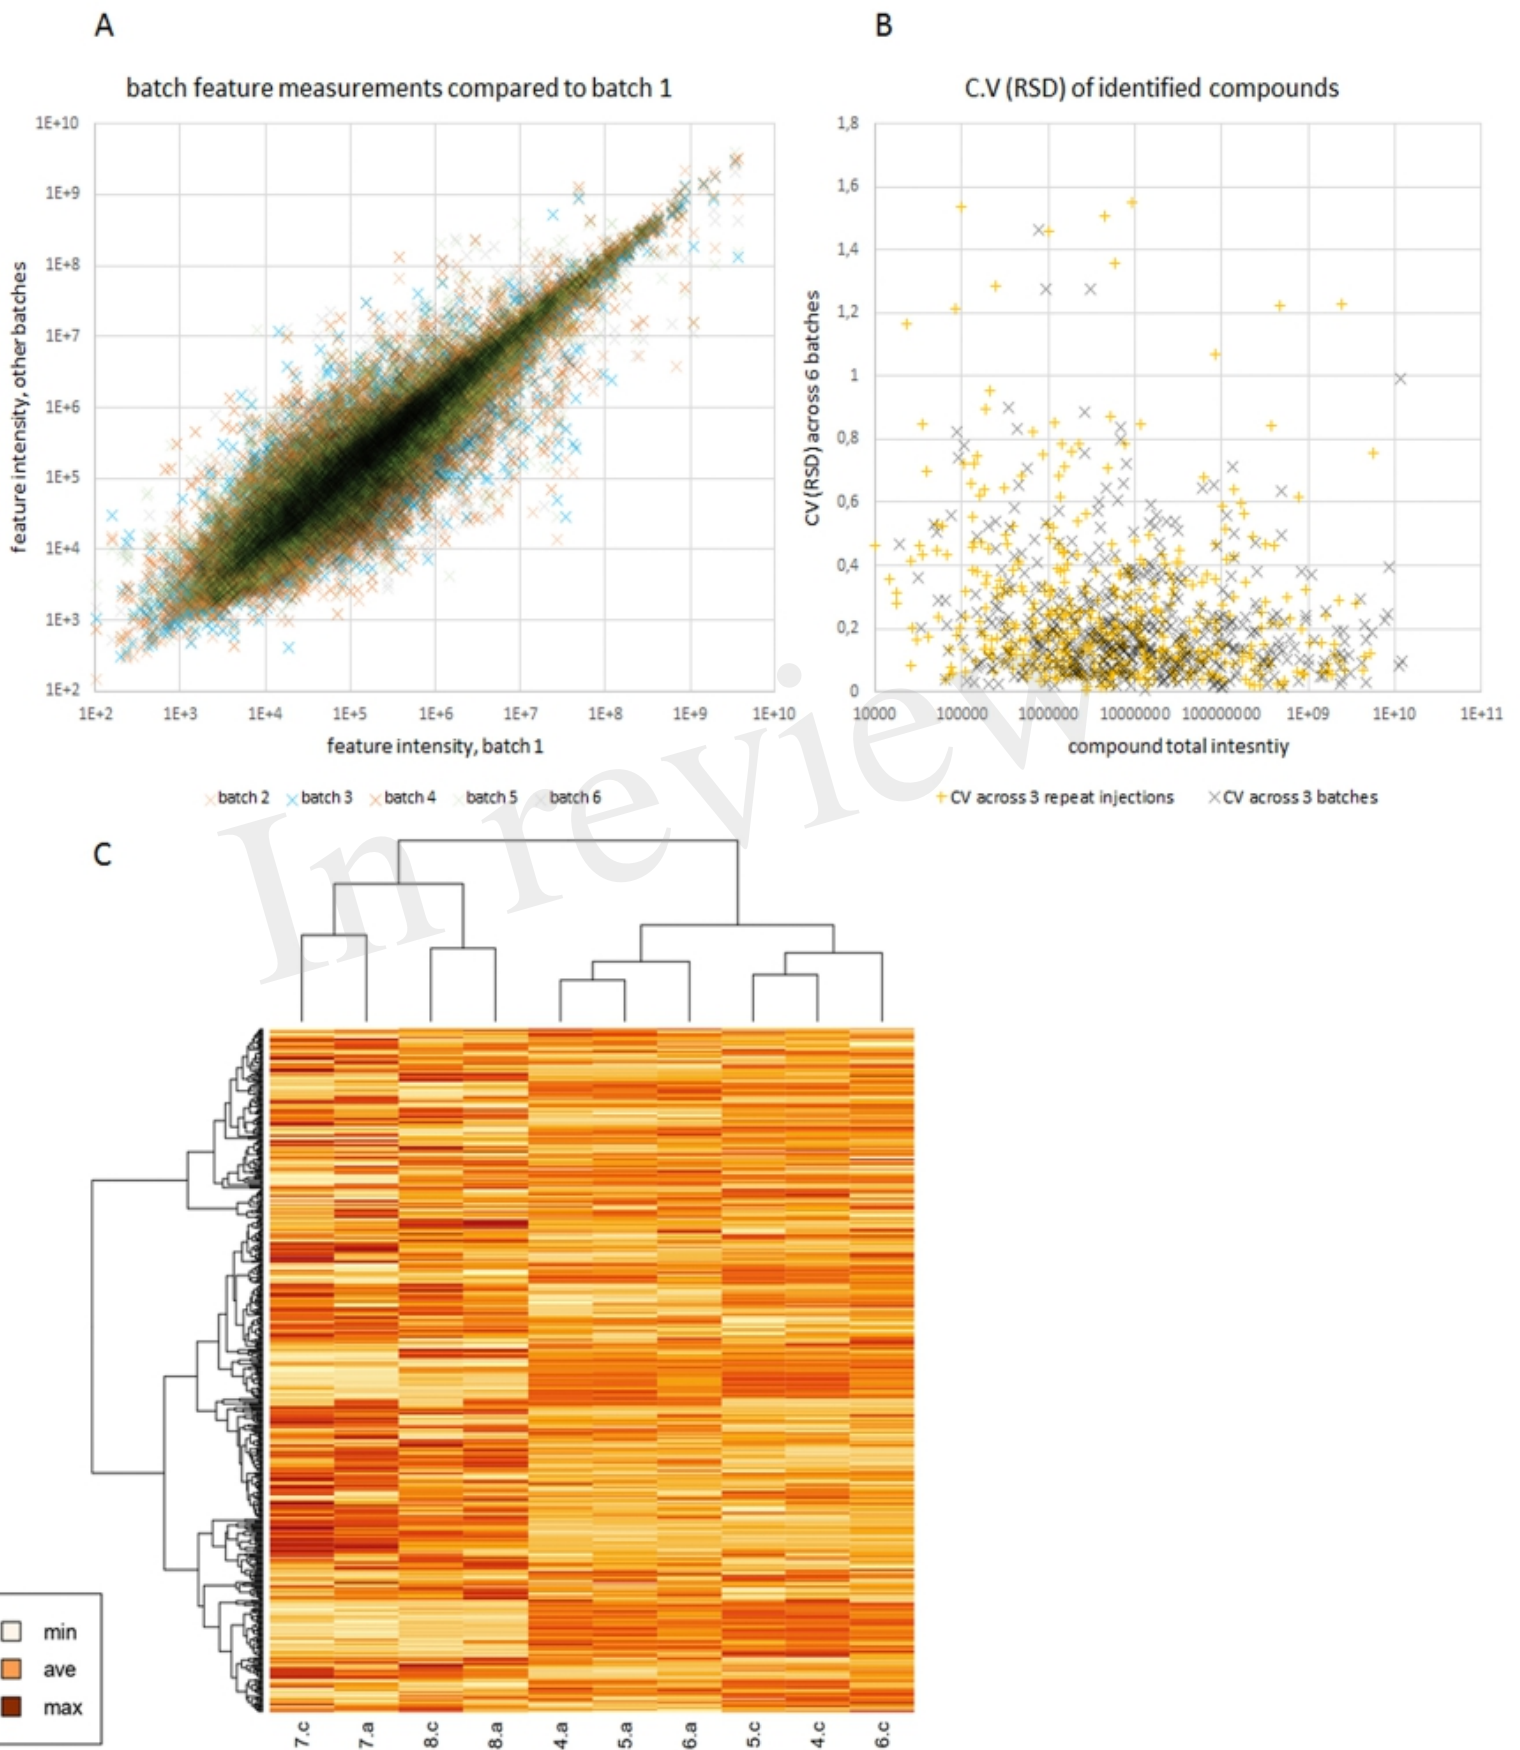 A
batch feature measurements compared to batch 1
feature intensity, other batches
1E+10
1E+9
1E+8
1E+7
1E+6
1E+5
1E+4
1E+3
1E+2
1E+2 1E+3 1E+4 1E+5 1E+6 1E+7 1E+8 1E+9 1E+10
feature intensity, batch 1
batch 2 batch 3 batch 4 batch 5 batch 6
B
C.V (RSD) of identified compounds
CV (RSD) across 6 batches
1,8
1,6
1,4
1,2
1
0,8
0,6
0,4
0,2
0
10000 100000 1000000 10000000 100000000 1E+09 1E+10 1E+11
compound total intesntiy
CV across 3 repeat injections CV across 3 batches
In review
C
min
ave
max
7.c 7.a 8.c 8.a 4.a 5.a 6.a 5.c 4.c 6.c